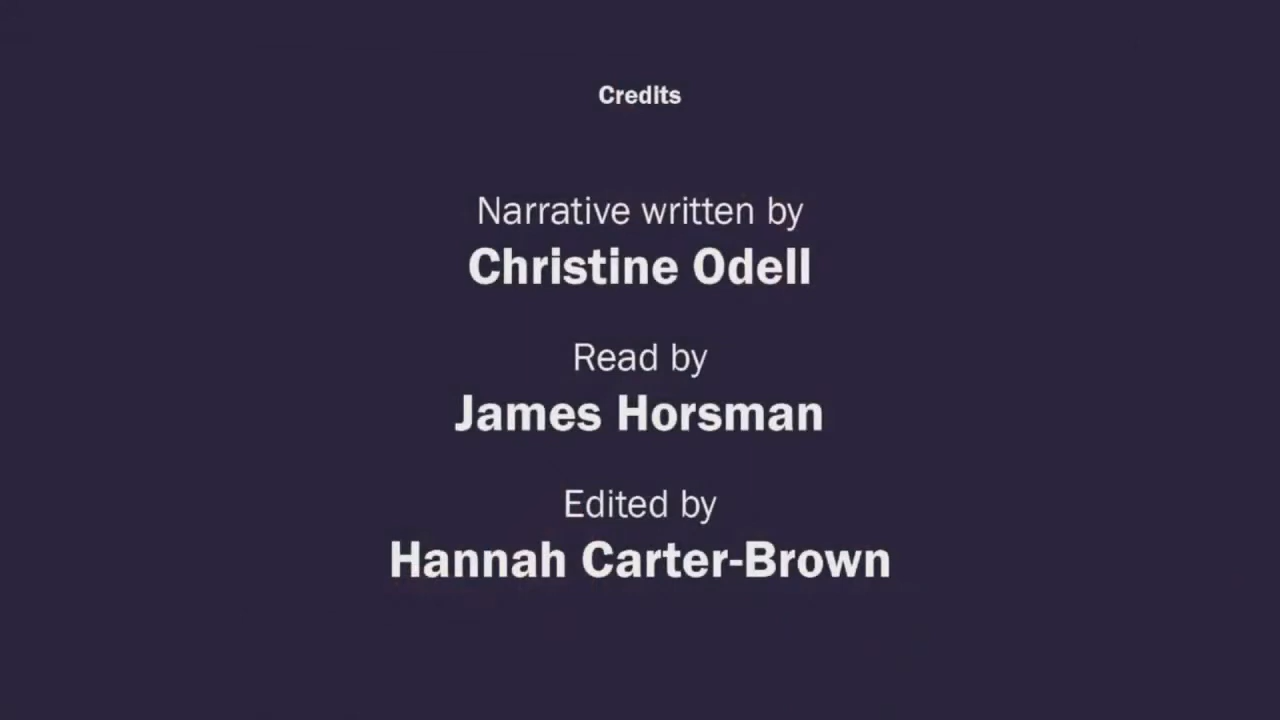 Credits
Narrative written by
Christine Odell
Read by
James Horsman
Edited by
Hannah Carter-Brown